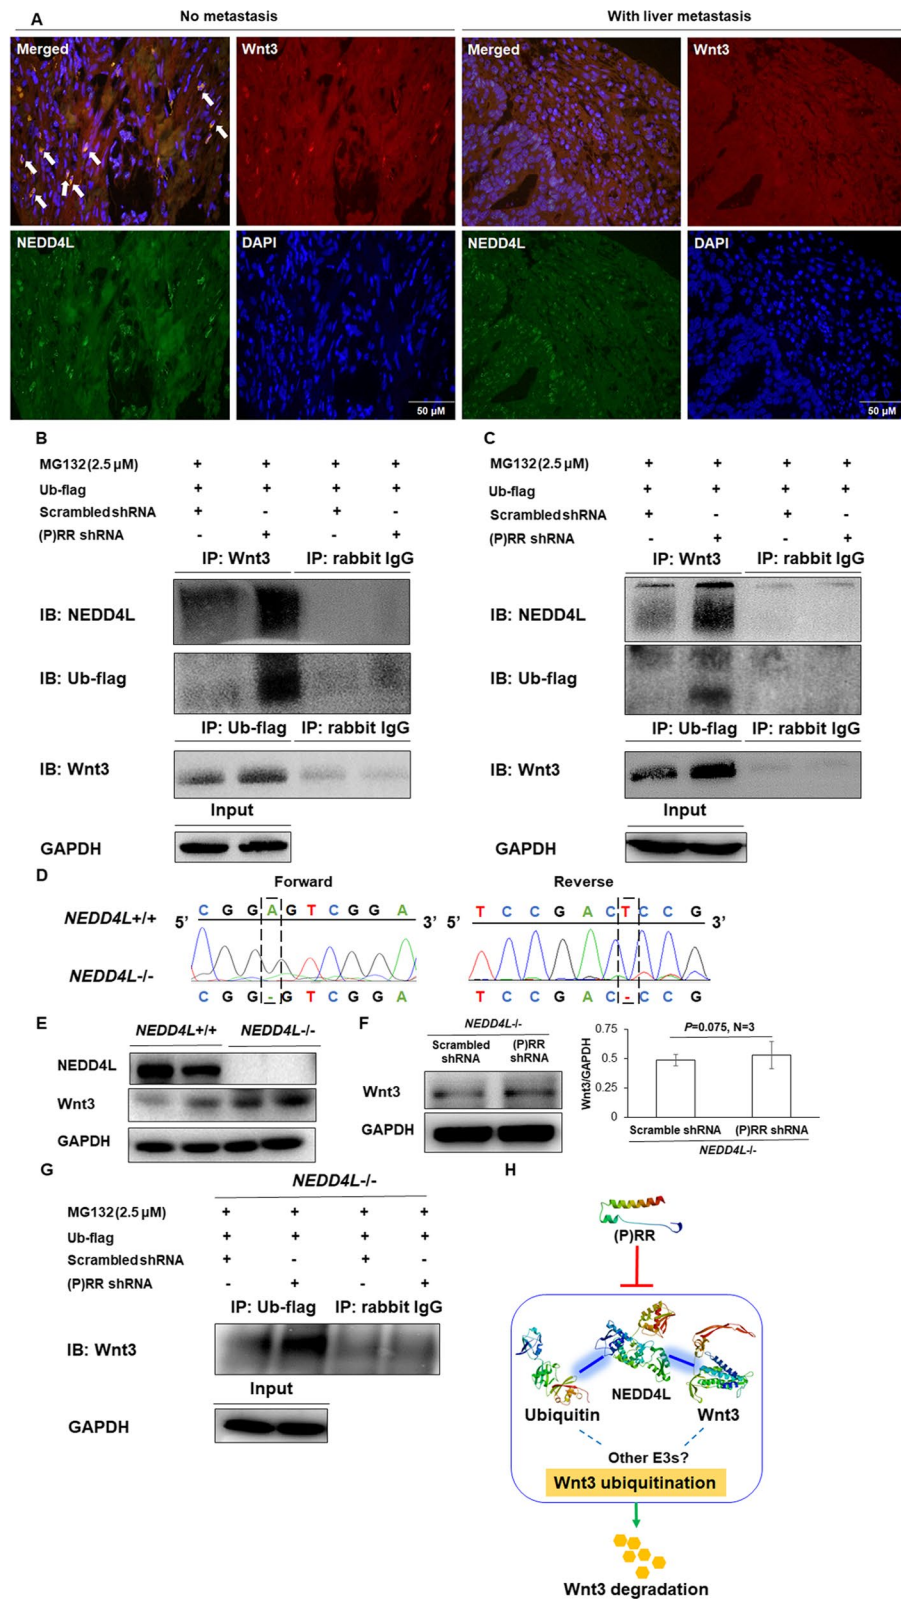 A
No metastasis
With liver metastasis
Merged
Wnt3
Merged
Wnt3
NEDD4L
DAPI
NEDD4L
DAPI
50 µM
50 µM
B
MG132 (2.5 µM) + + + +
Ub-flag + + + +
Scrambled shRNA + - + -
(P)RR shRNA - + - +
IP: Wnt3 IP: rabbit IgG
IB: NEDD4L
IB: Ub-flag
IP: Ub-flag IP: rabbit IgG
IB: Wnt3
Input
GAPDH
C
MG132 (2.5 µM) + + + +
Ub-flag + + + +
Scrambled shRNA + - + -
(P)RR shRNA - + - +
IP: Wnt3 IP: rabbit IgG
IB: NEDD4L
IB: Ub-flag
IP: Ub-flag IP: rabbit IgG
IB: Wnt3
Input
GAPDH
D
Forward
Reverse
NEDD4L+/+ 5' C G G A G T C G G A 3' 5' T C C G A C T C C G 3'
NEDD4L-/- C G G - G T C G G A T C C G A C - C C G
E
NEDD4L+/+ NEDD4L-/-
NEDD4L
Wnt3
GAPDH
F
NEDD4L-/-
Scrambled shRNA
(P)RR shRNA
Wnt3
GAPDH
P=0.075, N=3
Wnt3/GAPDH
0.75
0.5
0.25
0
Scramble shRNA (P)RR shRNA
NEDD4L-/-
G
NEDD4L-/-
MG132 (2.5 µM) + + + +
Ub-flag + + + +
Scrambled shRNA + - + -
(P)RR shRNA - + - +
IP: Ub-flag IP: rabbit IgG
IB: Wnt3
Input
GAPDH
H
(P)RR
NEDD4L
Ubiquitin
Wnt3
Other E3s?
Wnt3 ubiquitination
Wnt3 degradation